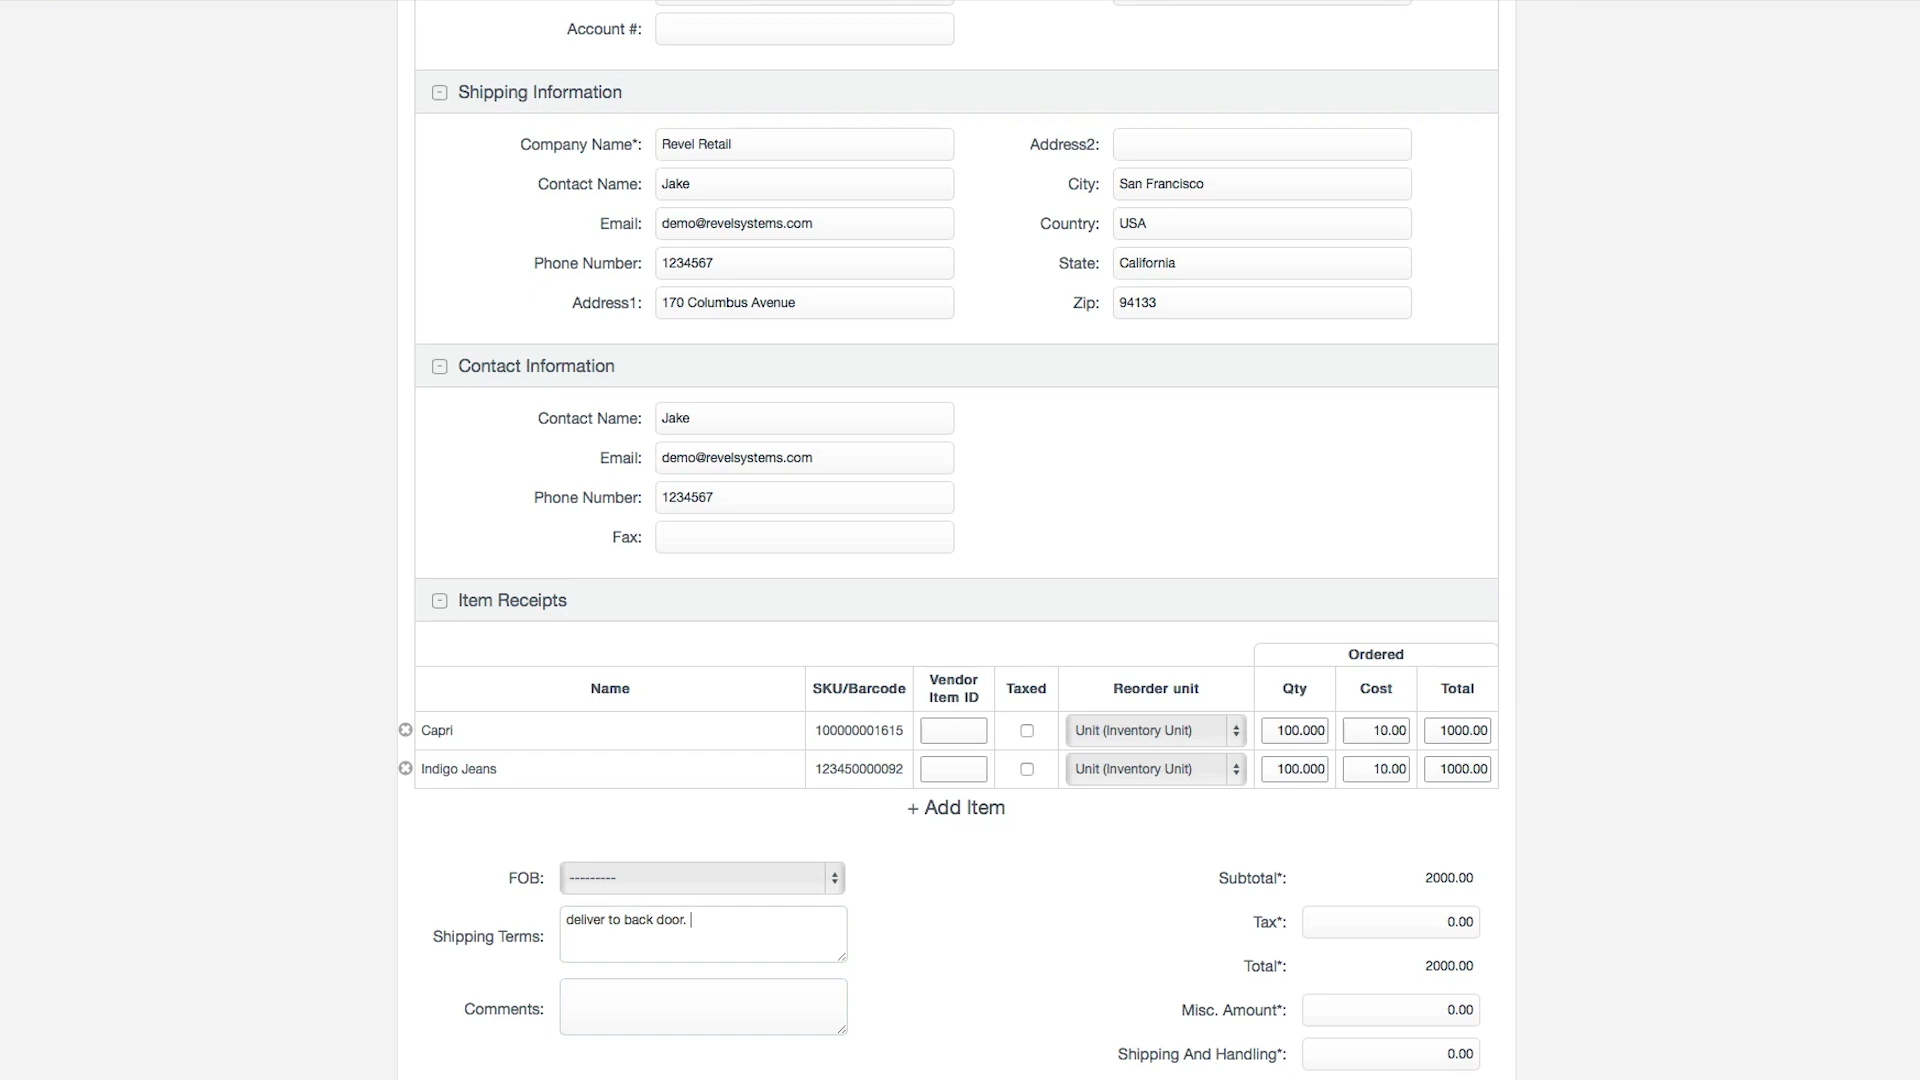 Account #:
- Shipping Information
Company Name*: Revel Retail Address2:
Contact Name: Jake City: San Francisco
Email: demo@revelsystems.com Country: USA
Phone Number: 1234567 State: California
Address1: 170 Columbus Avenue Zip: 94133
- Contact Information
Contact Name: Jake
Email: demo@revelsystems.com
Phone Number: 1234567
Fax:
- Item Receipts
Ordered
Name SKU/Barcode Vendor Item ID Taxed Reorder unit Qty Cost Total
Capri 100000001615 Unit (Inventory Unit) 100.000 10.00 1000.00
Indigo Jeans 123450000092 Unit (Inventory Unit) 100.000 10.00 1000.00
+ Add Item
FOB: --------- Subtotal*: 2000.00
Shipping Terms: deliver to back door. Tax*: 0.00
Total*: 2000.00
Comments: Misc. Amount*: 0.00
Shipping And Handling*: 0.00